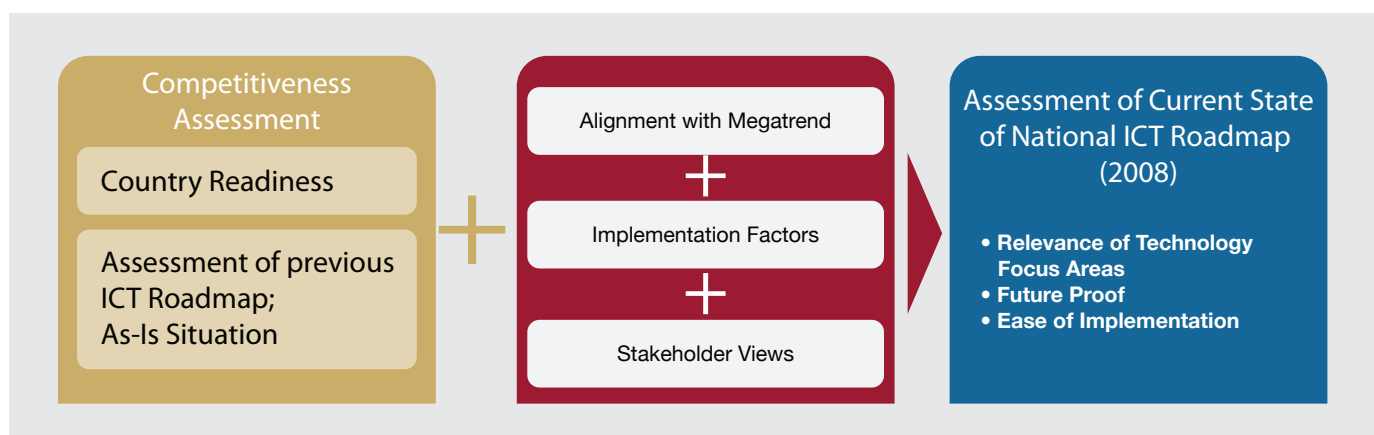 Competitiveness
Assessment
Country Readiness
Assessment of previous
ICT Roadmap;
As-Is Situation
+
Alignment with Megatrend
+
Implementation Factors
+
Stakeholder Views
Assessment of Current State
of National ICT Roadmap
(2008)
• Relevance of Technology
Focus Areas
• Future Proof
• Ease of Implementation